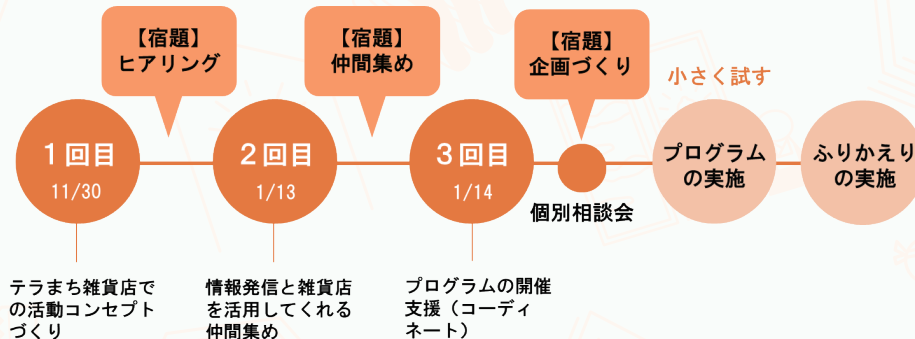 【宿題】
ヒアリング
【宿題】
仲間集め
【宿題】
企画づくり
小さく試す
1回目
11/30
2回目
1/13
3回目
1/14
個別相談会
プログラム
の実施
ふりかえり
の実施
テラまち雑貨店で
の活動コンセプト
づくり
情報発信と雑貨店
を活用してくれる
仲間集め
プログラムの開催
支援（コーディ
ネート）